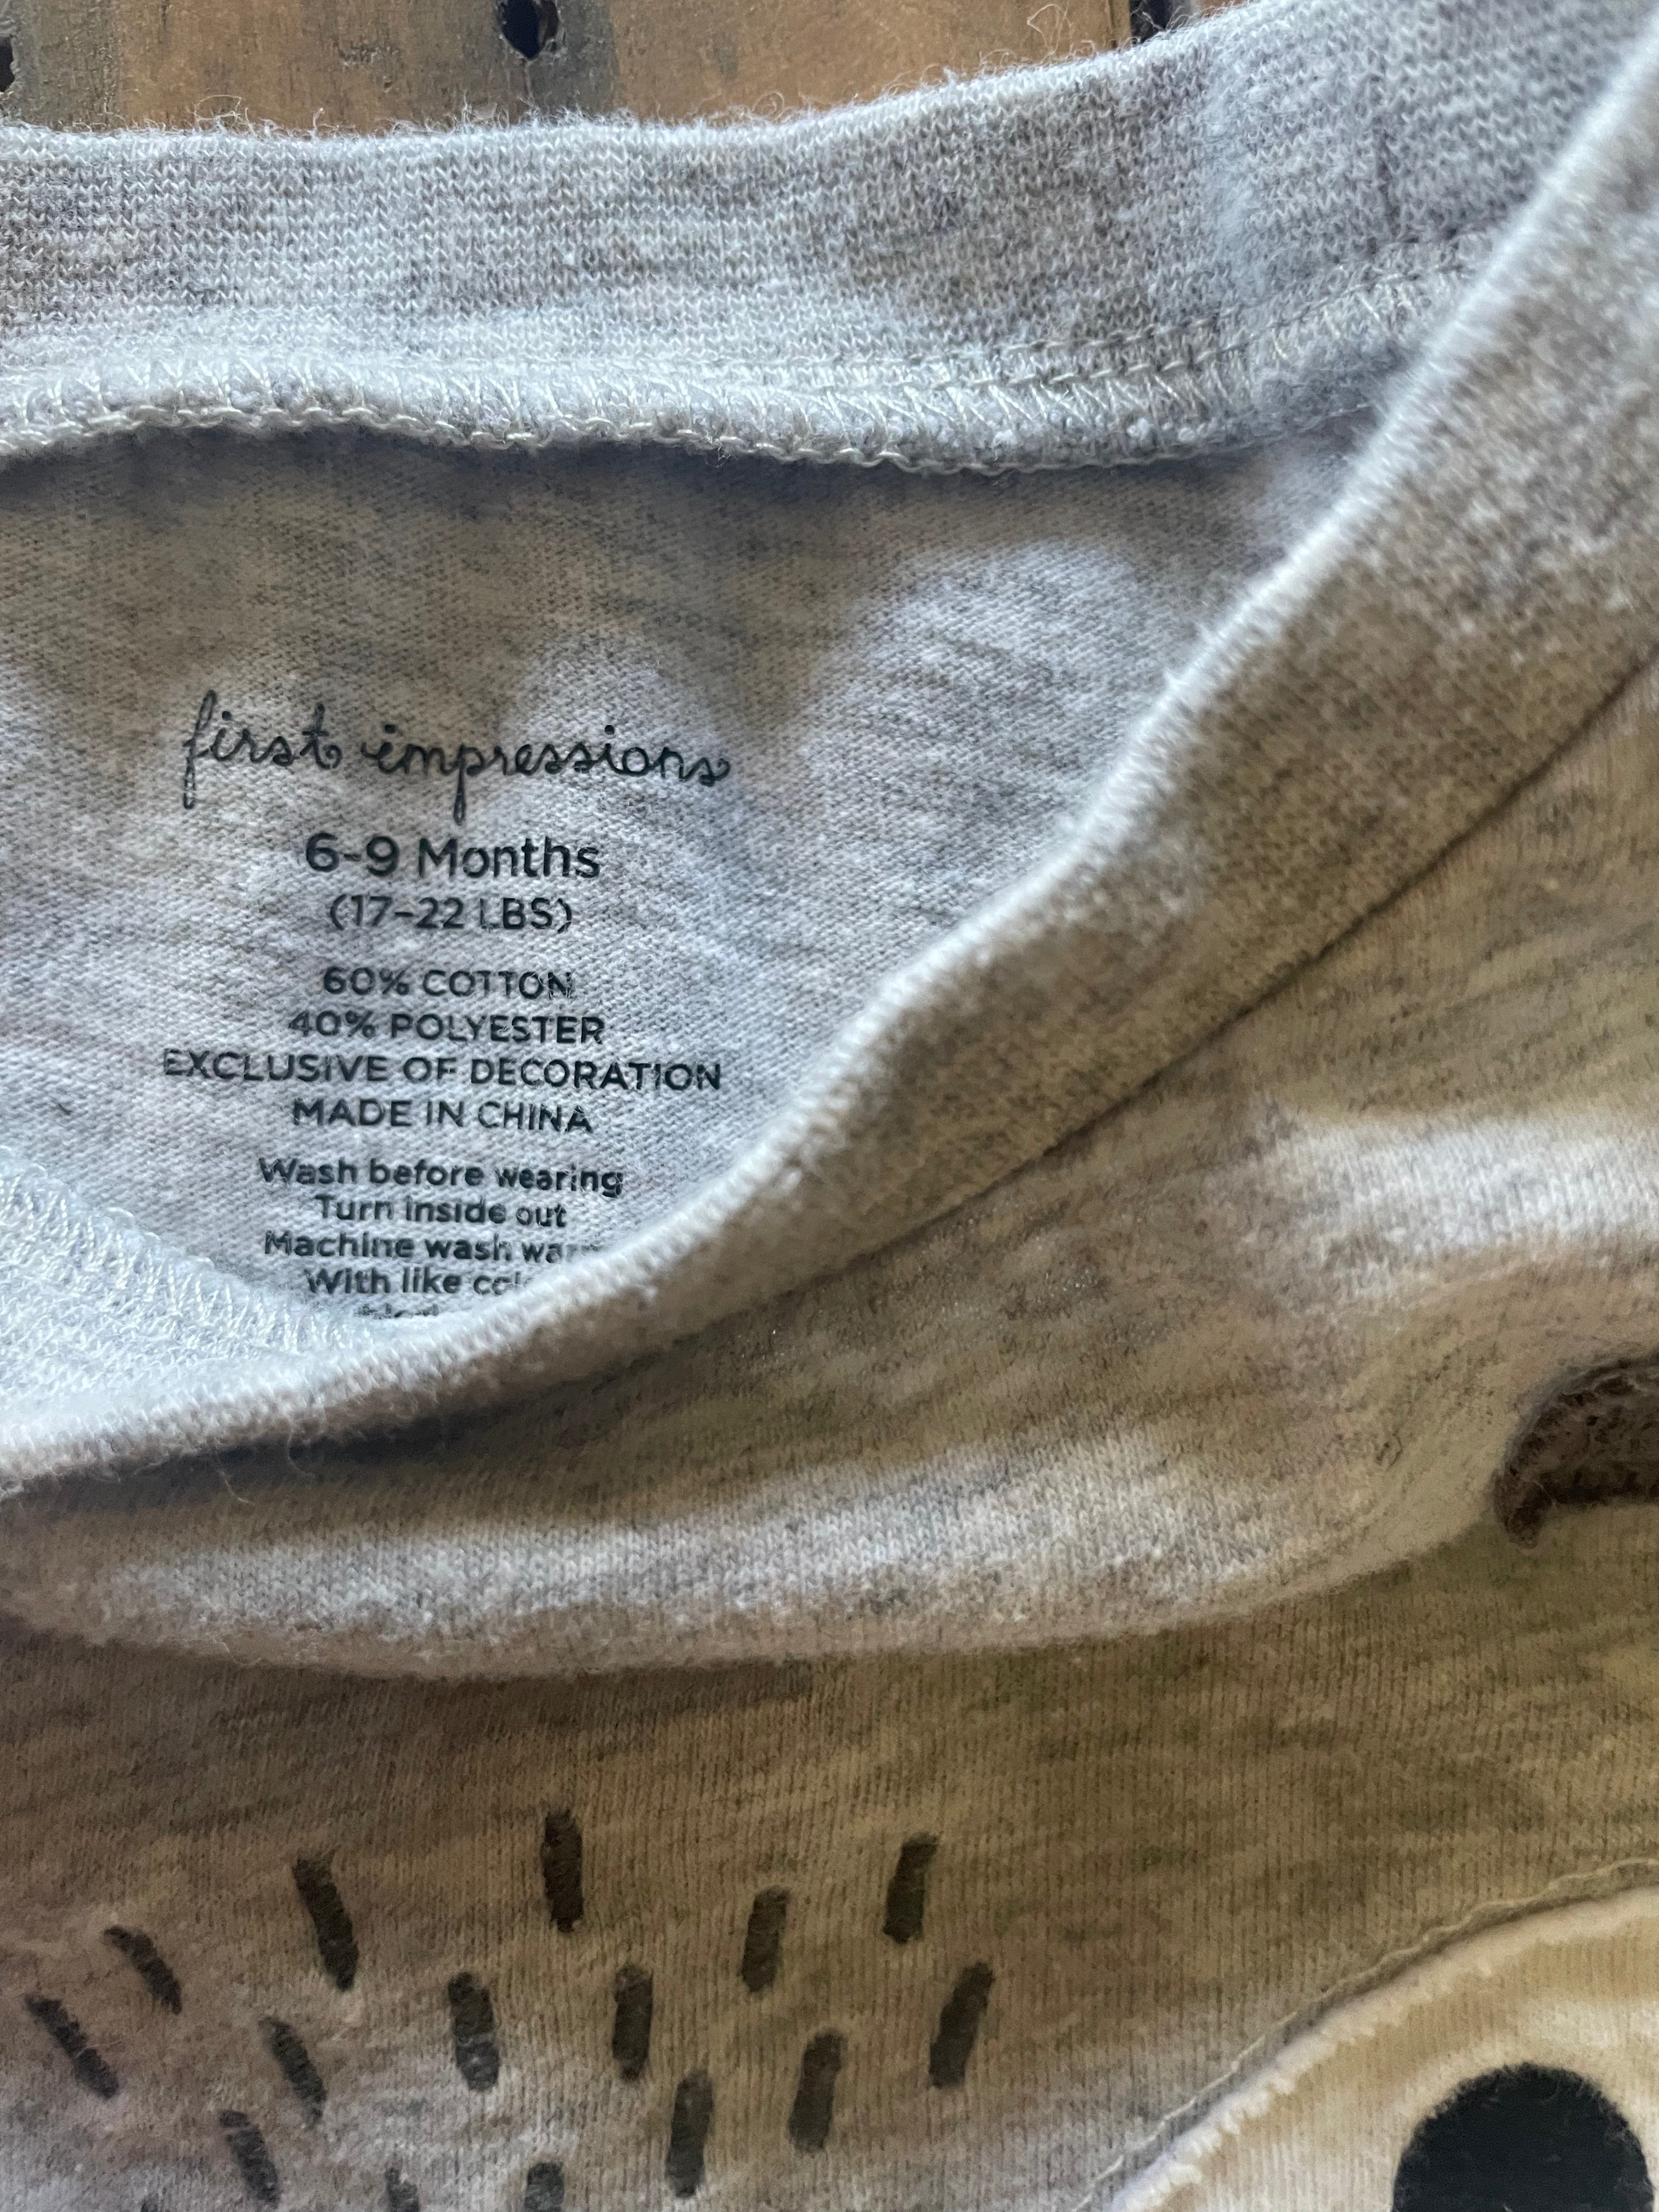 first impressions
6-9 Months
(17-22 LBS)
60% COTTON
40% POLYESTER
EXCLUSIVE OF DECORATION
MADE IN CHINA
Wash before wearing
Turn inside out
Machine wash
With like